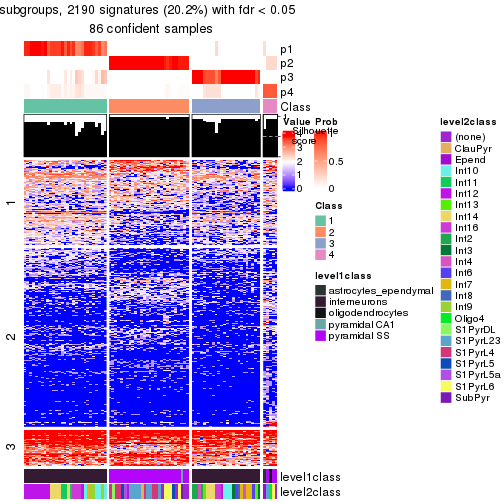 subgroups, 2190 signatures (20.2%) with fdr < 0.05
86 confident samples
p1
p2
p3
p4
Class
Silhouette
score
1
2
3
level1class
level2class
Value
4
3
2
1
0
Prob
1
0.5
0
Class
1
2
3
4
level1class
astrocytes_ependymal
interneurons
oligodendrocytes
pyramidal CA1
pyramidal SS
level2class
(none)
ClauPyr
Epend
Int10
Int11
Int12
Int13
Int14
Int16
Int2
Int3
Int4
Int6
Int7
Int8
Int9
Oligo4
S1PyrDL
S1PyrL23
S1PyrL4
S1PyrL5
S1PyrL5a
S1PyrL6
SubPyr